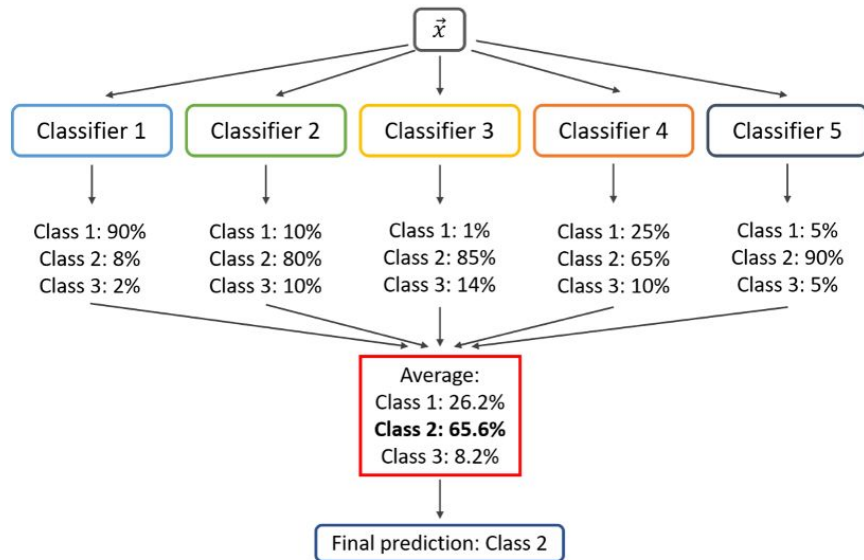 x⃗
Classifier 1
Classifier 2
Classifier 3
Classifier 4
Classifier 5
Class 1: 90%
Class 2: 8%
Class 3: 2%
Class 1: 10%
Class 2: 80%
Class 3: 10%
Class 1: 1%
Class 2: 85%
Class 3: 14%
Class 1: 25%
Class 2: 65%
Class 3: 10%
Class 1: 5%
Class 2: 90%
Class 3: 5%
Average:
Class 1: 26.2%
Class 2: 65.6%
Class 3: 8.2%
Final prediction: Class 2